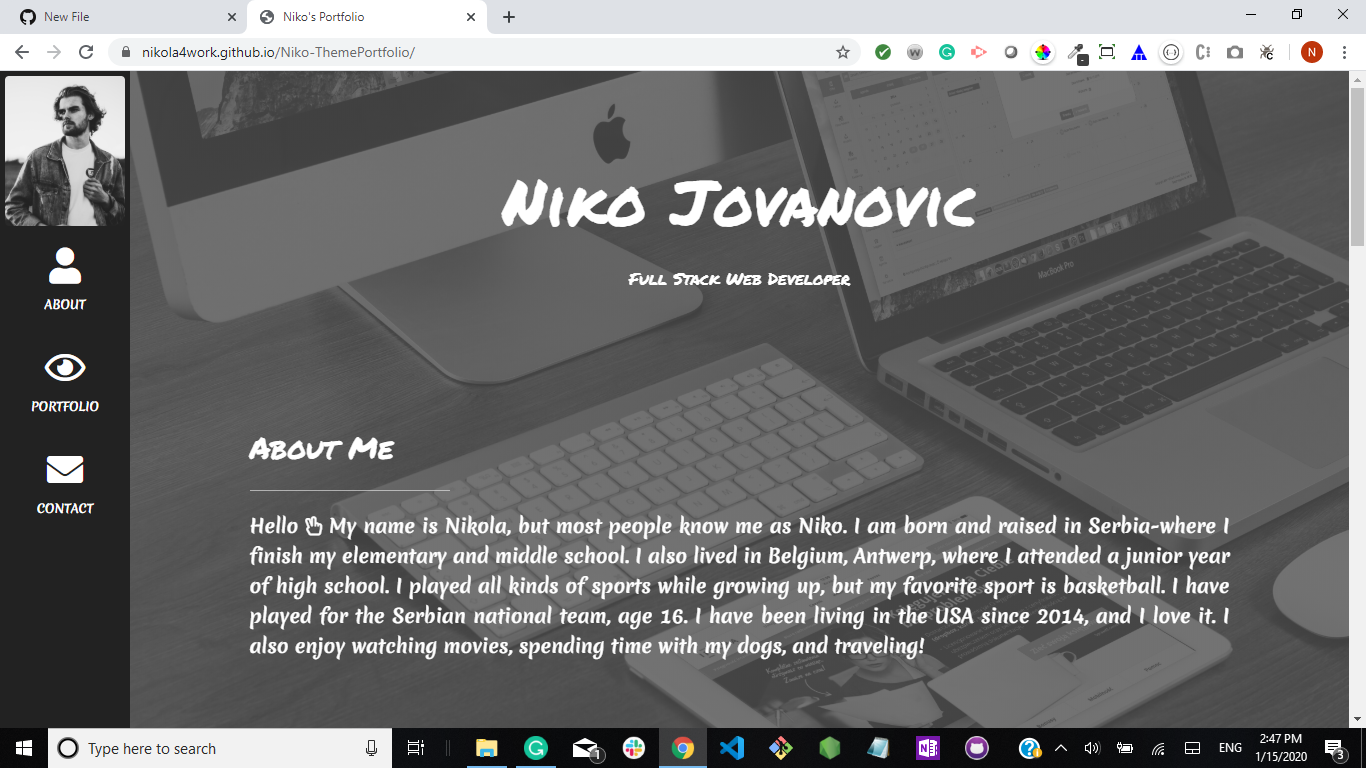 New File
Niko's Portfolio
nikola4work.github.io/Niko-ThemePortfolio/
N
Niko Jovanovic
Full Stack Web Developer
MacBook Pro
ABOUT
PORTFOLIO
CONTACT
About Me
Hello My name is Nikola, but most people know me as Niko. I am born and raised in Serbia-where I
finish my elementary and middle school. I also lived in Belgium, Antwerp, where I attended a junior year
of high school. I played all kinds of sports while growing up, but my favorite sport is basketball. I have
played for the Serbian national team, age 16. I have been living in the USA since 2014, and I love it. I
also enjoy watching movies, spending time with my dogs, and traveling!
Type here to search
1
N
ENG
2:47 PM
1/15/2020
3